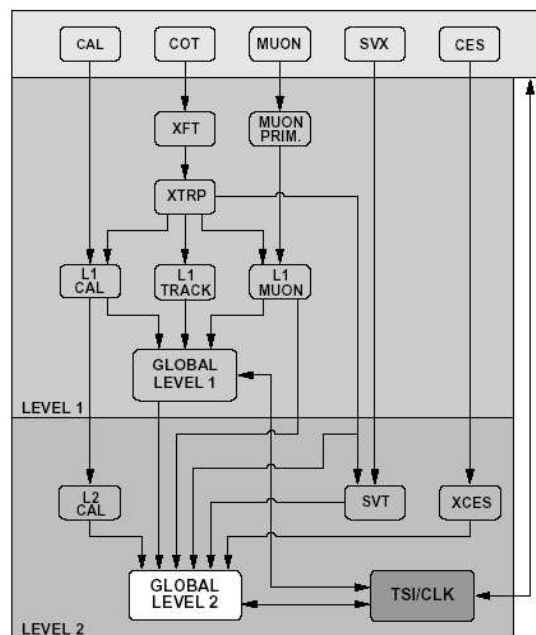 CAL COT MUON SVX CES
XFT
MUON
PRIM.
XTRP
L1
CAL
L1
TRACK
L1
MUON
GLOBAL
LEVEL 1
LEVEL 1
L2
CAL
SVT
XCES
GLOBAL
LEVEL 2
TSI/CLK
LEVEL 2